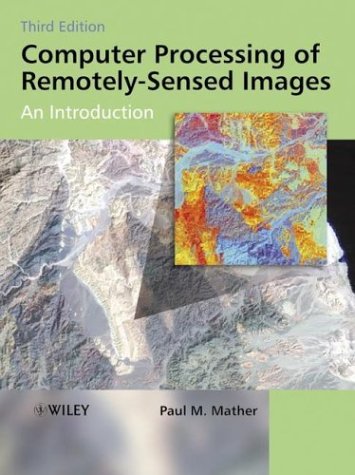 Third Edition
Computer Processing of
Remotely-Sensed Images
An Introduction
WILEY
Paul M. Mather